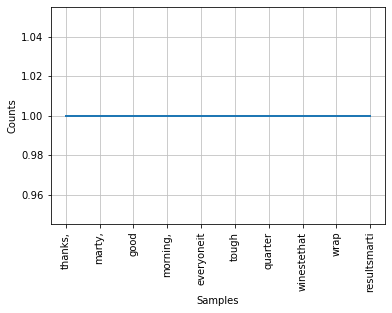 1.04
1.02
1.00
0.98
0.96
Counts
thanks,
marty,
good
morning,
everyoneit
tough
quarter
winestethat
wrap
resultsmarti
Samples